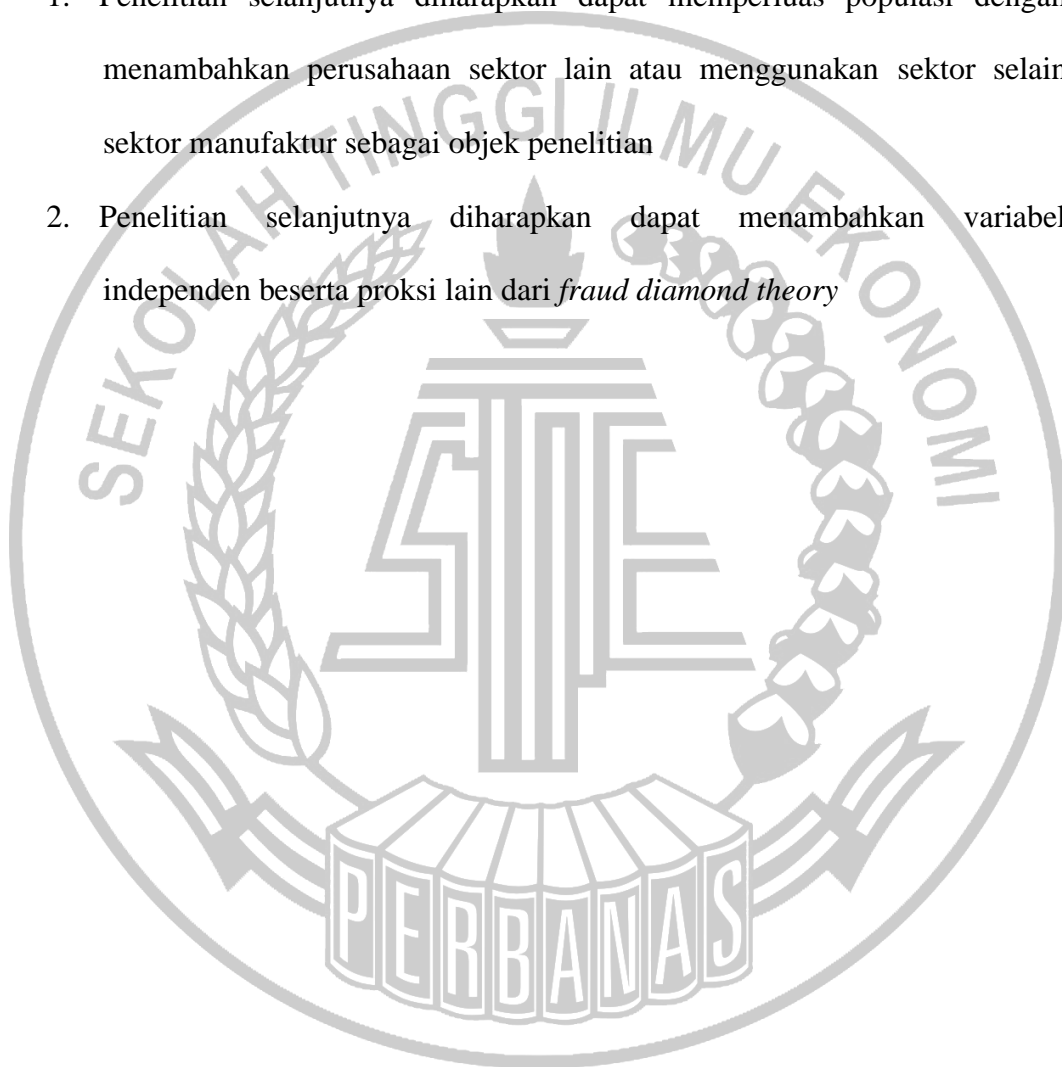 1. Penelitian selanjutnya diharapkan dapat memperluas populasi dengan
menambahkan perusahaan sektor lain atau menggunakan sektor selain
sektor manufaktur sebagai objek penelitian
2. Penelitian selanjutnya diharapkan dapat menambahkan variabel
independen beserta proksi lain dari fraud diamond theory
SEKOLAH TINGGI ILMU EKONOMI
STIE
PERBANAS